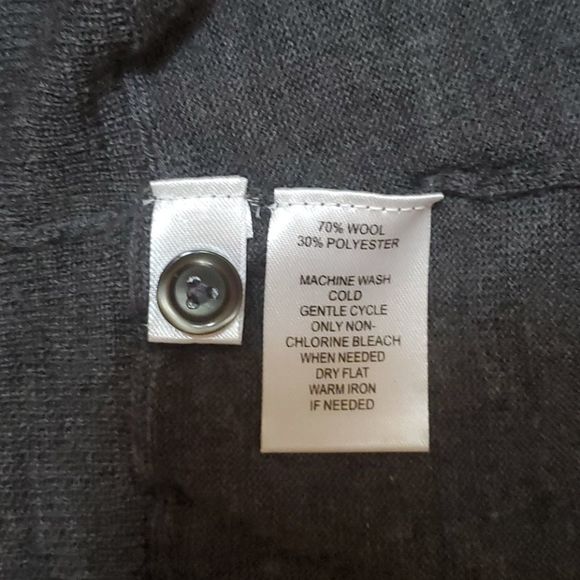 70% WOOL
30% POLYESTER
MACHINE WASH
COLD
GENTLE CYCLE
ONLY NON-
CHLORINE BLEACH
WHEN NEEDED
DRY FLAT
WARM IRON
IF NEEDED